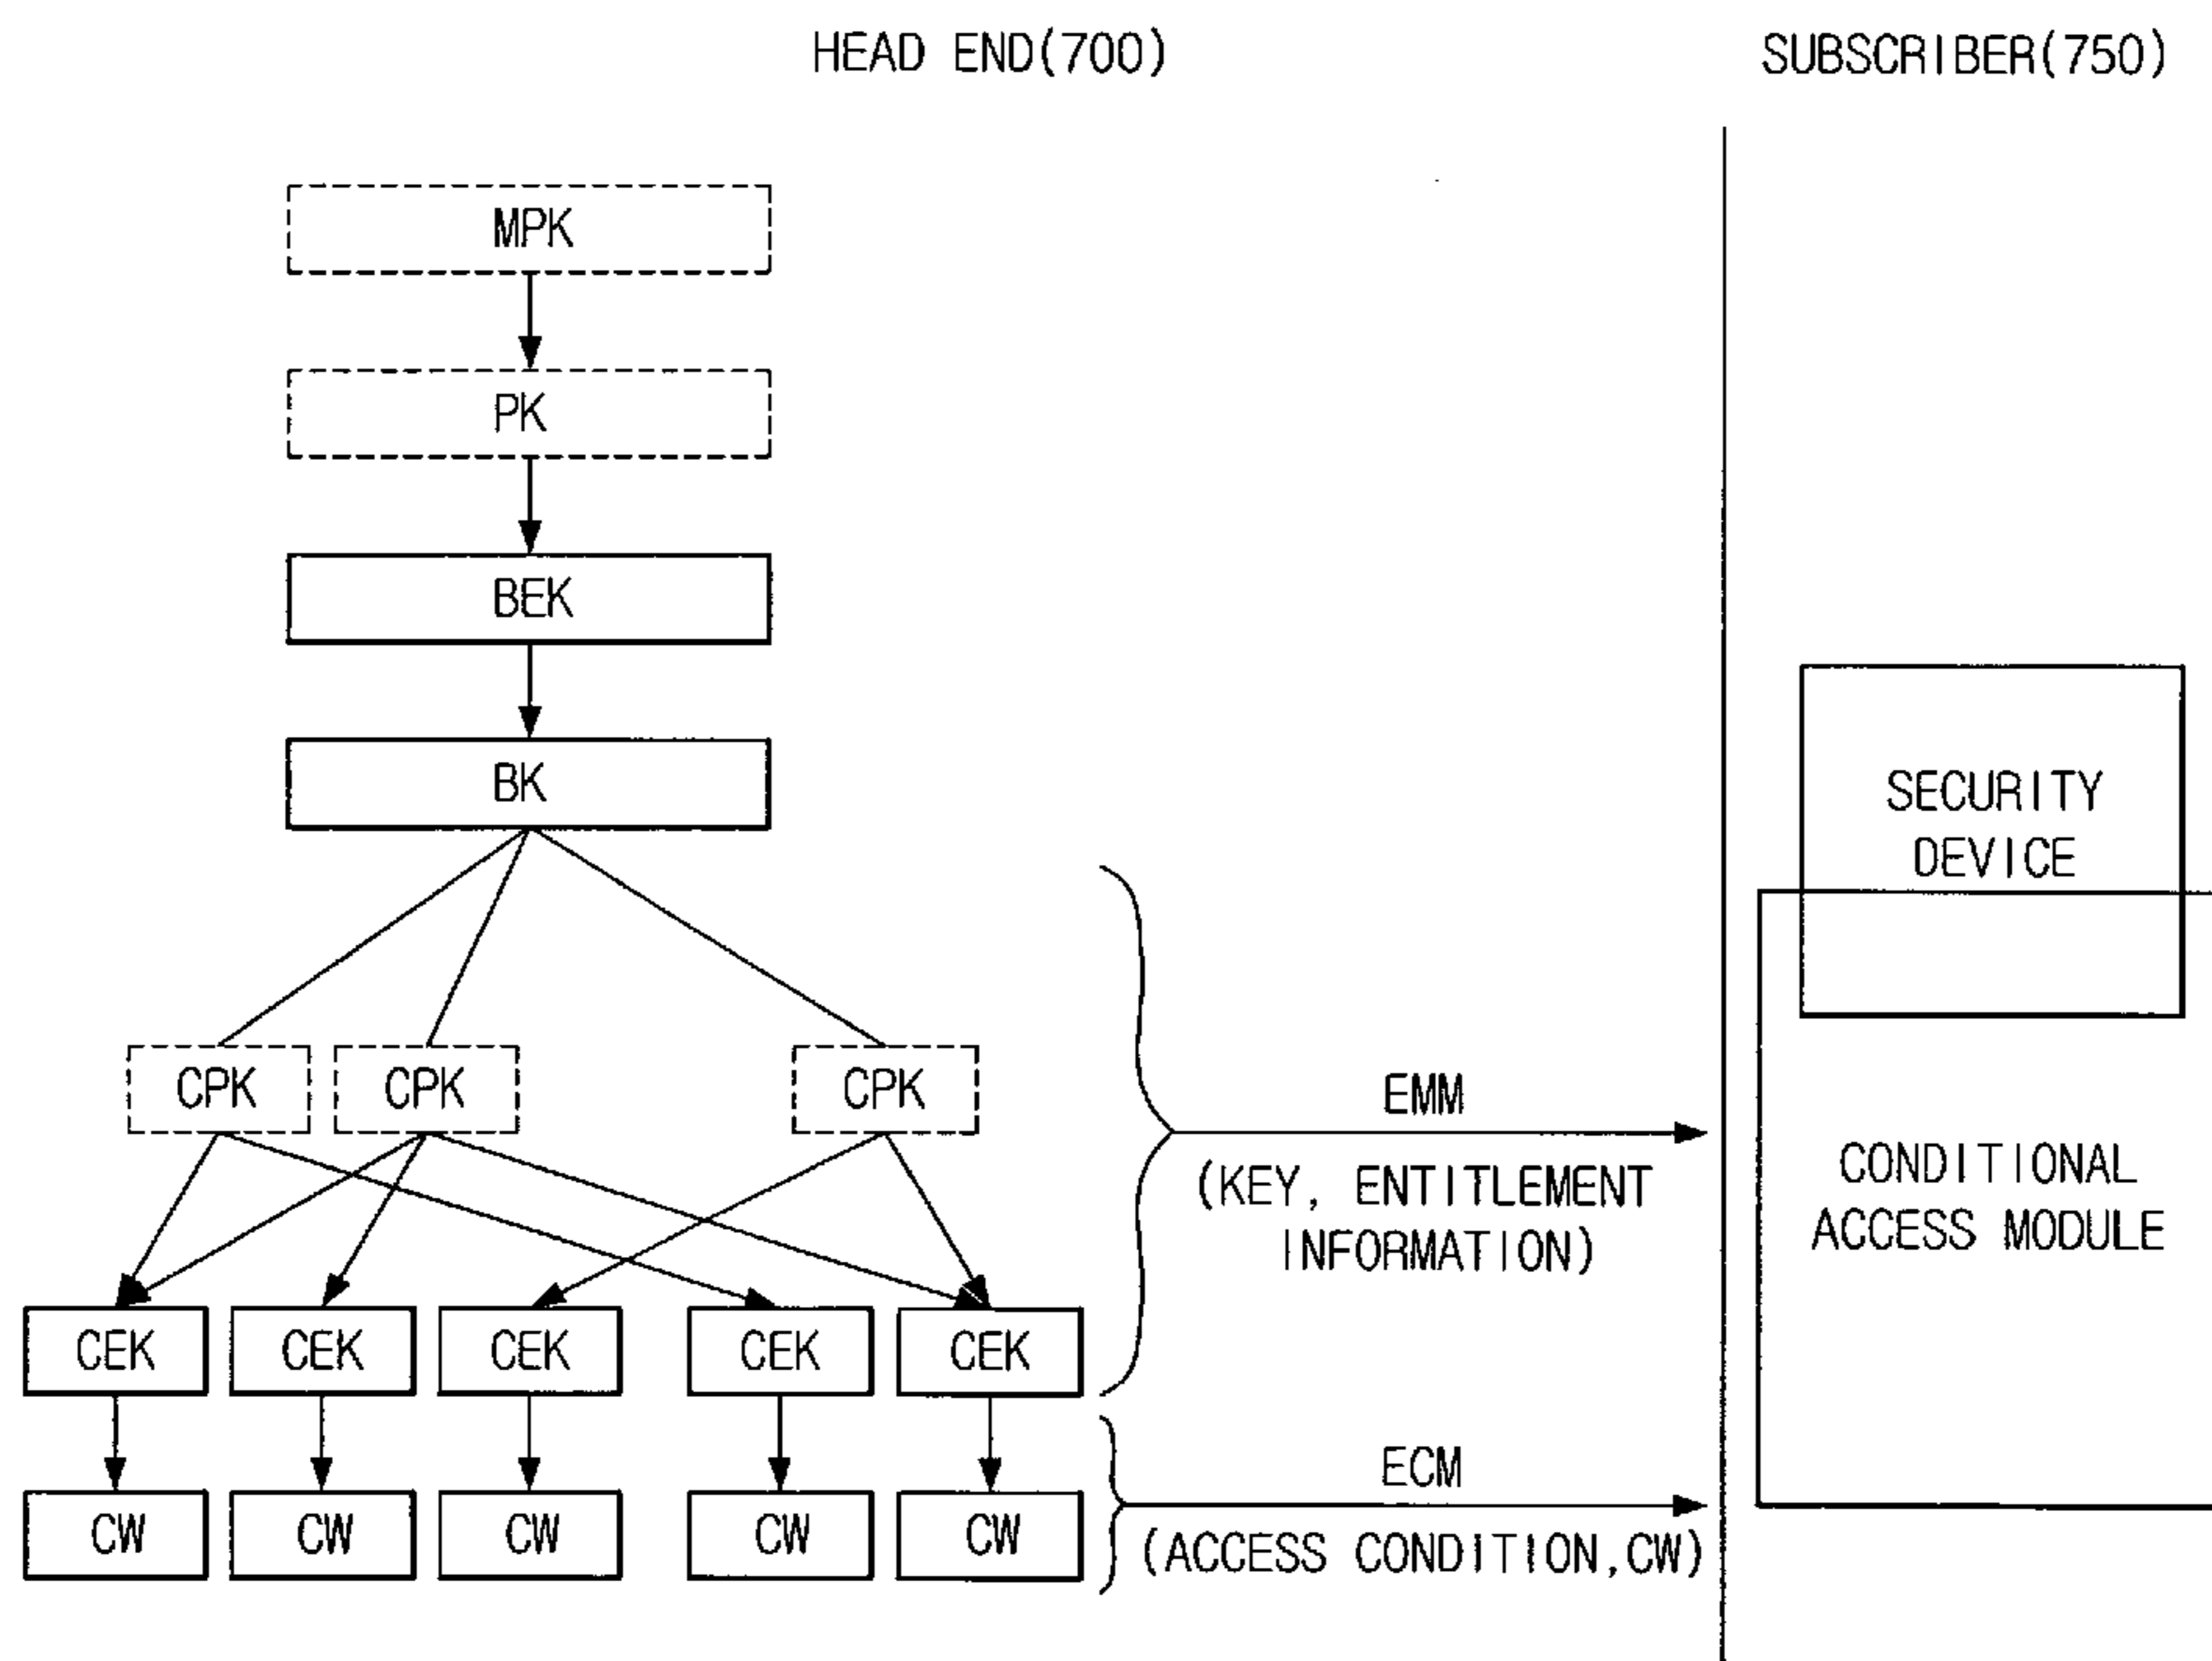 HEAD END(700)
SUBSCRIBER(750)
MPK
PK
BEK
BK
SECURITY
DEVICE
CPK CPK CPK
EMM
(KEY, ENTITLEMENT
INFORMATION)
CONDITIONAL
ACCESS MODULE
CEK CEK CEK CEK CEK
ECM
(ACCESS CONDITION,CW)
CW CW CW CW CW